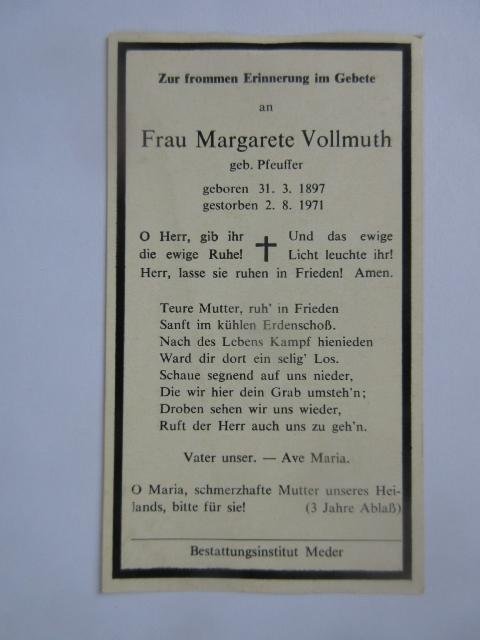 Zur frommen Erinnerung im Gebete
an
Frau Margarete Vollmuth
geb. Pfeuffer
geboren 31. 3. 1897
gestorben 2. 8. 1971
O Herr, gib ihr
die ewige Ruhe!
Und das ewige
Licht leuchte ihr!
Herr, lasse sie ruhen in Frieden! Amen.
Teure Mutter, ruh' in Frieden
Sanft im kühlen Erdenschoß.
Nach des Lebens Kampf hienieden
Ward dir dort ein selig' Los.
Schaue segnend auf uns nieder,
Die wir hier dein Grab umsteh'n;
Droben sehen wir uns wieder,
Ruft der Herr auch uns zu geh'n.
Vater unser. — Ave Maria.
O Maria, schmerzhafte Mutter unseres Hei-
lands, bitte für sie! (3 Jahre Ablaß)
Bestattungsinstitut Meder